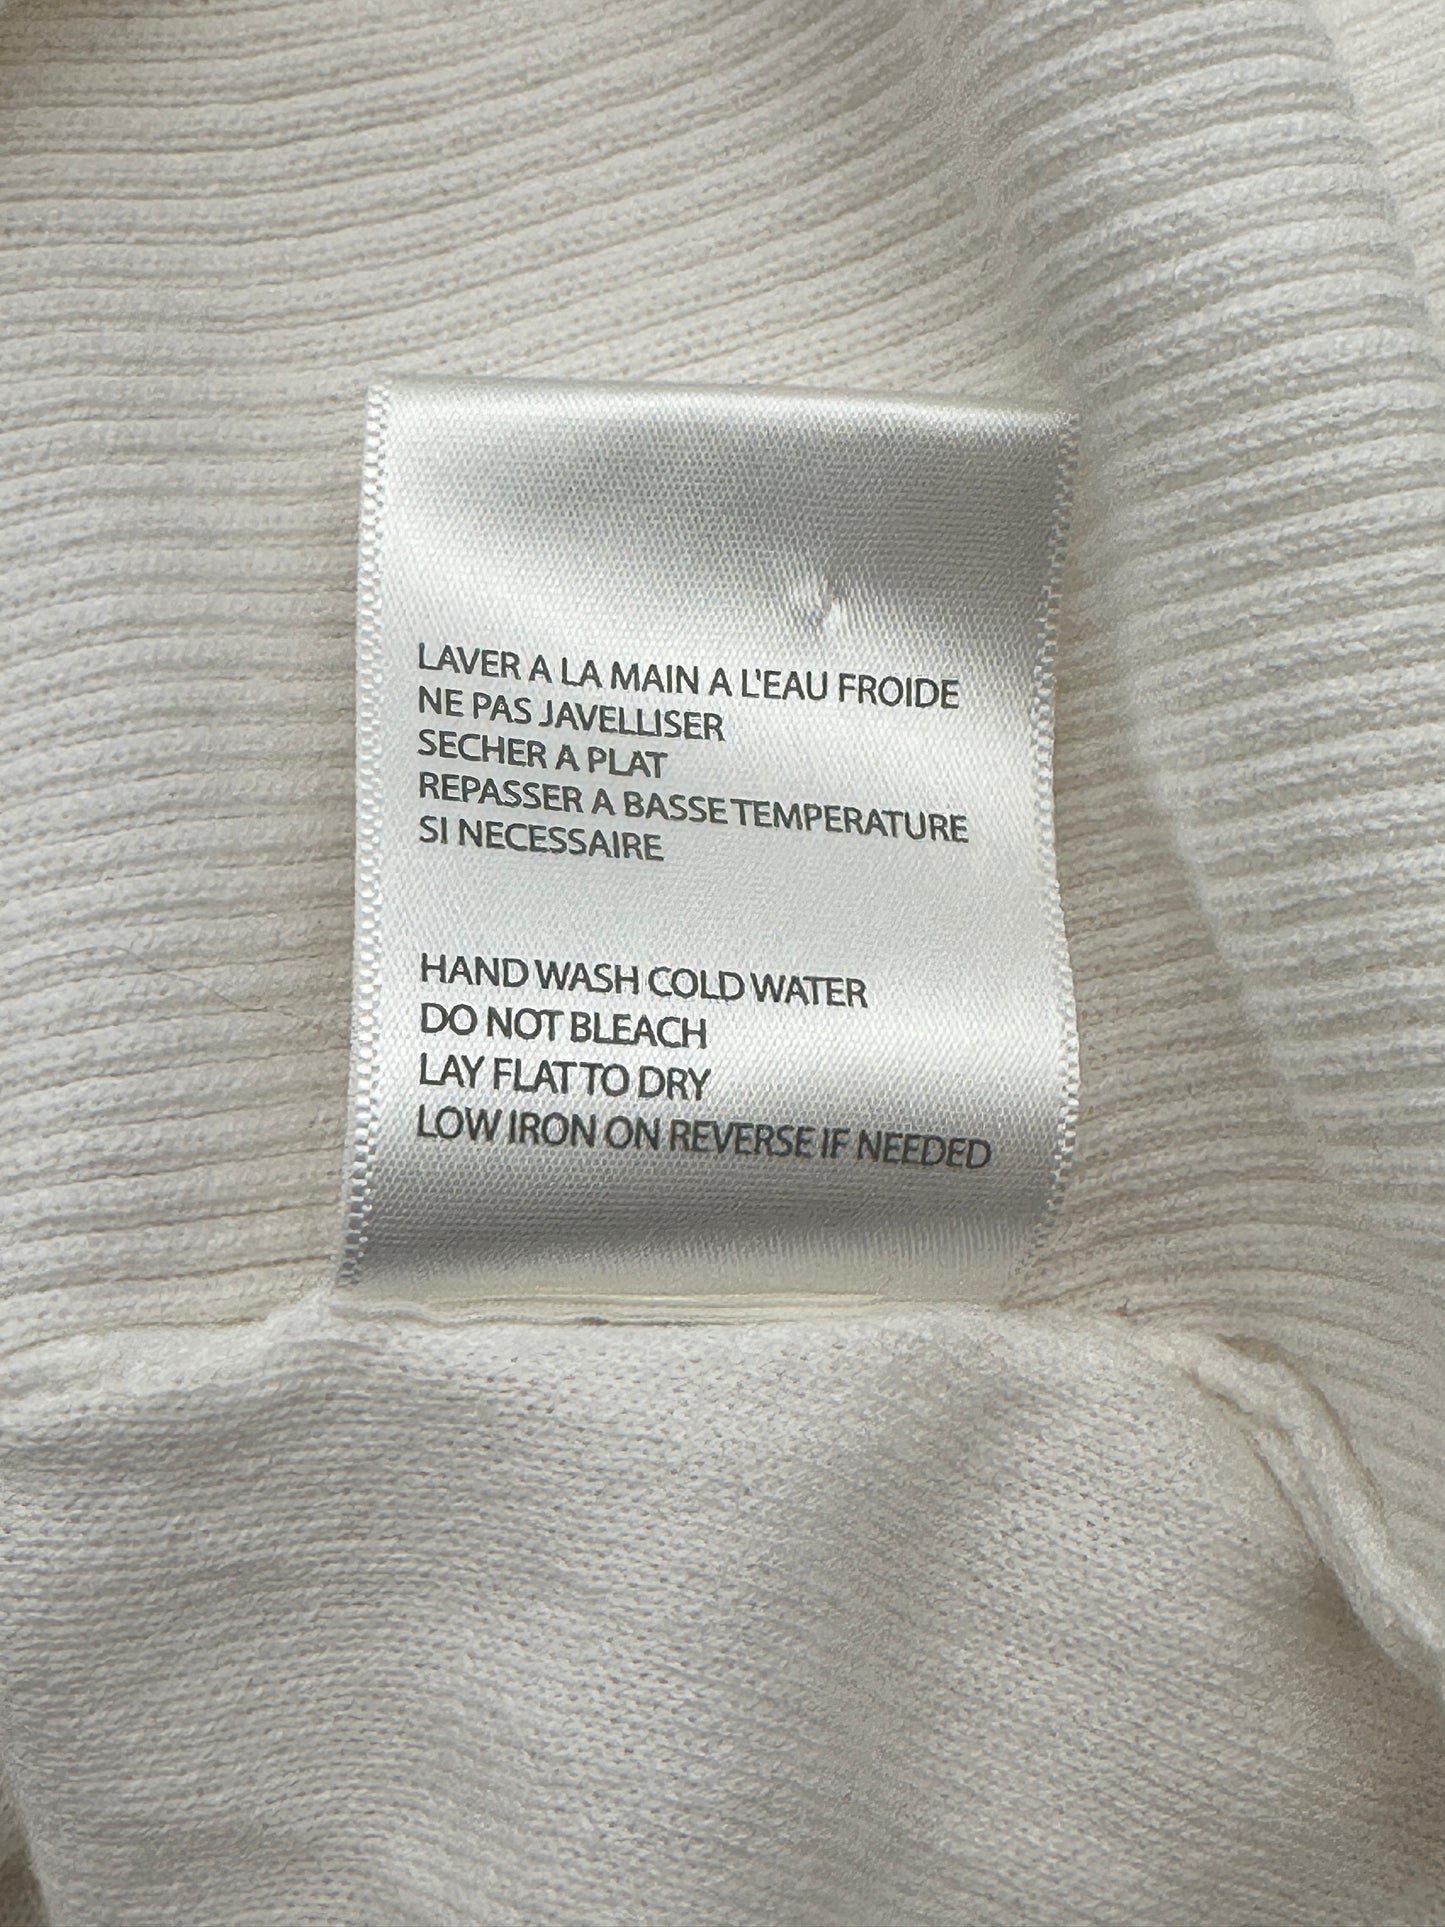 LAVER A LA MAIN A L'EAU FROIDE
NE PAS JAVELLISER
SECHER A PLAT
REPASSER A BASSE TEMPERATURE
SI NECESSAIRE
HAND WASH COLD WATER
DO NOT BLEACH
LAY FLAT TO DRY
LOW IRON ON REVERSE IF NEEDED